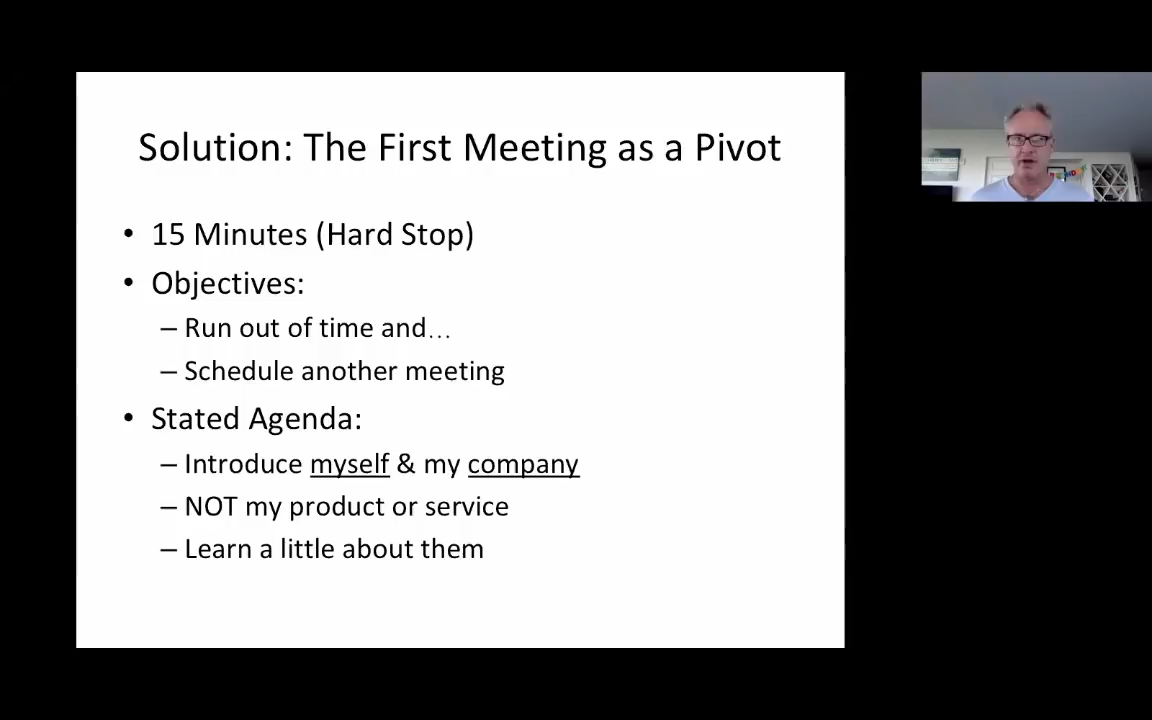 Solution: The First Meeting as a Pivot
• 15 Minutes (Hard Stop)
• Objectives:
– Run out of time and…
– Schedule another meeting
• Stated Agenda:
– Introduce myself & my company
– NOT my product or service
– Learn a little about them